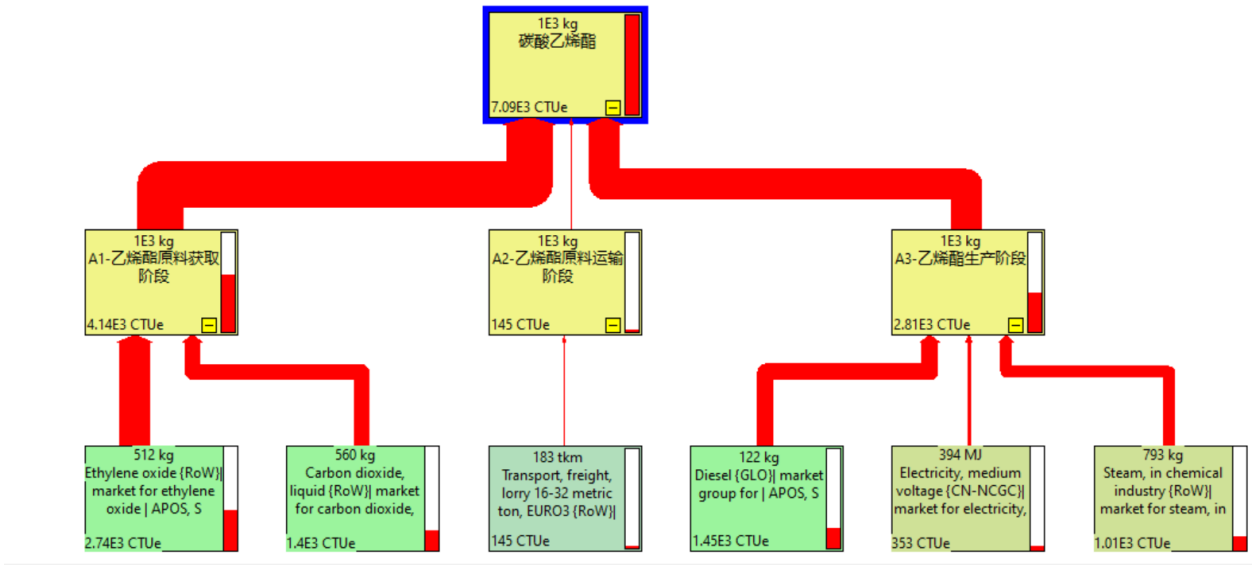 1E3 kg
碳酸乙烯酯
7.09E3 CTUe
1E3 kg
A1-乙烯酯原料获取
阶段
4.14E3 CTUe
1E3 kg
A2-乙烯酯原料运输
阶段
145 CTUe
1E3 kg
A3-乙烯酯生产阶段
2.81E3 CTUe
512 kg
Ethylene oxide {RoW}|
market for ethylene
oxide | APOS, S
2.74E3 CTUe
560 kg
Carbon dioxide,
liquid {RoW}| market
for carbon dioxide,
1.4E3 CTUe
183 tkm
Transport, freight,
lorry 16-32 metric
ton, EURO3 {RoW}|
145 CTUe
122 kg
Diesel {GLO}| market
group for | APOS, S
1.45E3 CTUe
394 MJ
Electricity, medium
voltage {CN-NCGC}|
market for electricity,
353 CTUe
793 kg
Steam, in chemical
industry {RoW}|
market for steam, in
1.01E3 CTUe